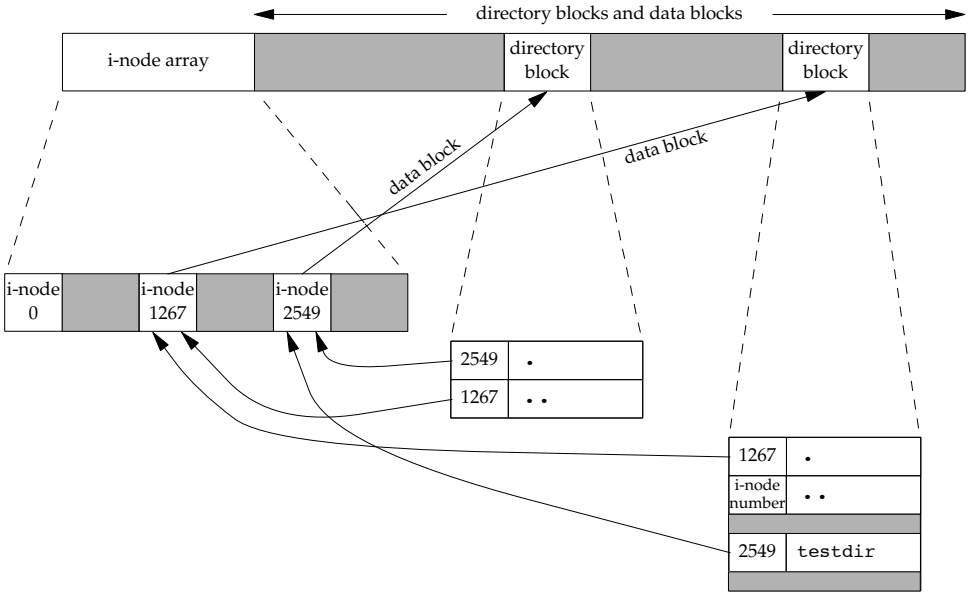 directory blocks and data blocks
i-node array
directory
block
directory
block
data block
data block
i-node
0
i-node
1267
i-node
2549
2549 .
1267 ..
1267 .
i-node
number ..
2549 testdir